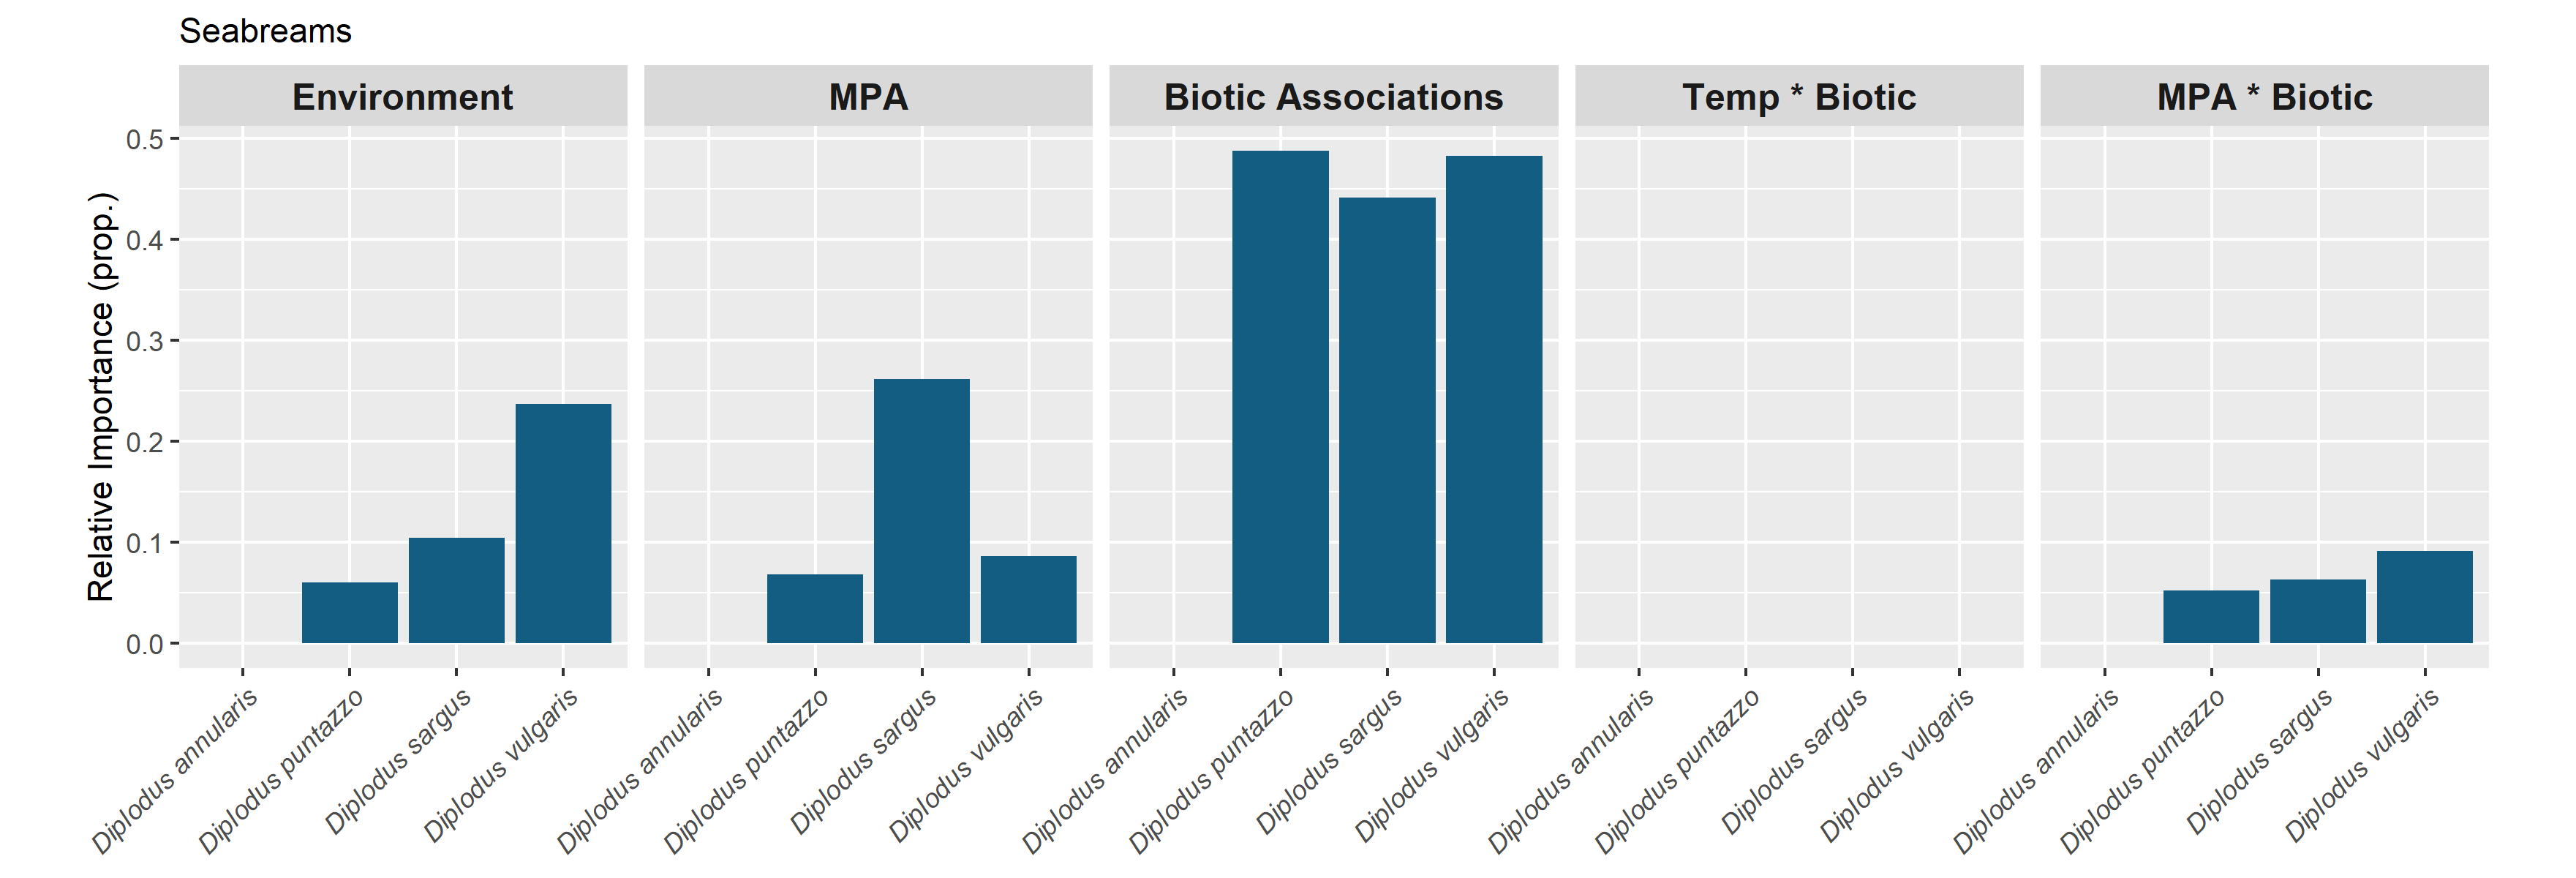 Seabreams
Environment
MPA
Biotic Associations
Temp * Biotic
MPA * Biotic
Relative Importance (prop.)
0.5
0.4
0.3
0.2
0.1
0.0
Diplodus annularis
Diplodus puntazzo
Diplodus sargus
Diplodus vulgaris
Diplodus annularis
Diplodus puntazzo
Diplodus sargus
Diplodus vulgaris
Diplodus annularis
Diplodus puntazzo
Diplodus sargus
Diplodus vulgaris
Diplodus annularis
Diplodus puntazzo
Diplodus sargus
Diplodus vulgaris
Diplodus annularis
Diplodus puntazzo
Diplodus sargus
Diplodus vulgaris